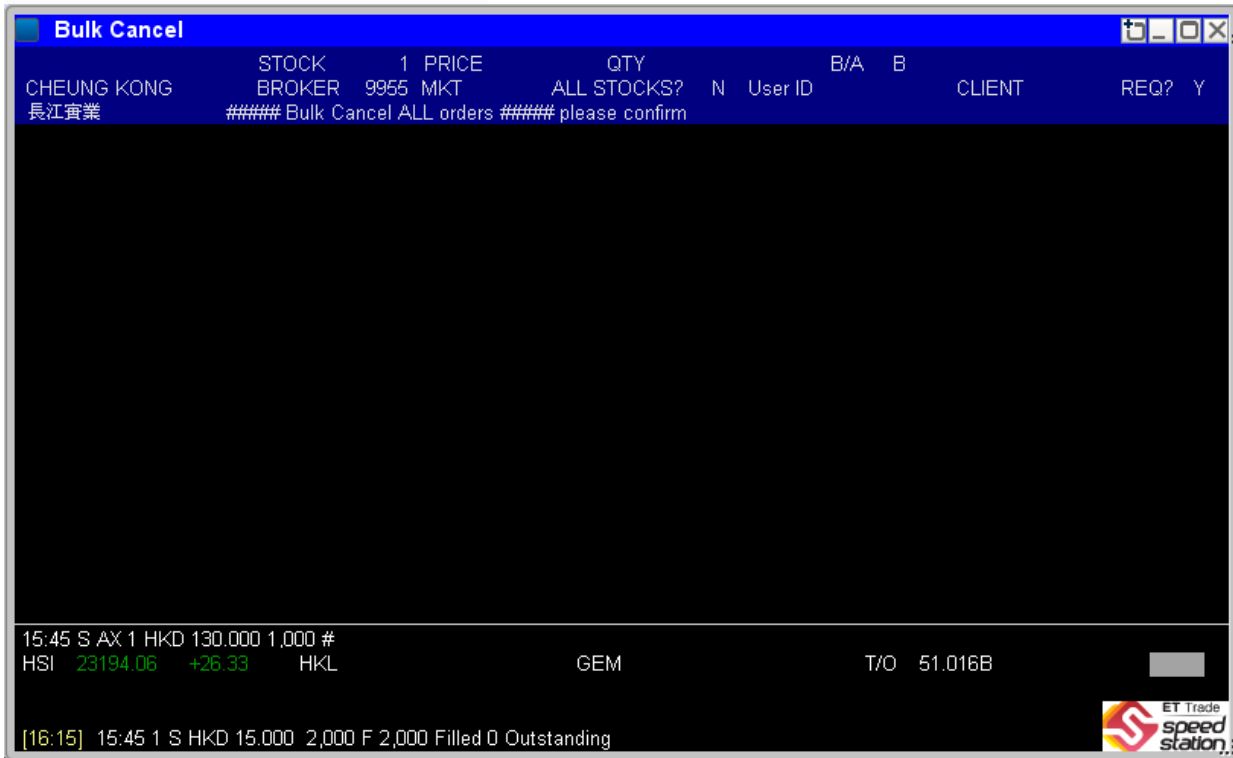 Bulk Cancel
STOCK 1 PRICE QTY B/A B
CHEUNG KONG BROKER 9955 MKT ALL STOCKS? N User ID CLIENT REQ? Y
長江實業 ##### Bulk Cancel ALL orders ##### please confirm
15:45 S AX 1 HKD 130.000 1,000 #
HSI 23194.06 +26.33 HKL GEM T/O 51.016B
[16:15] 15:45 1 S HKD 15.000 2,000 F 2,000 Filled 0 Outstanding
ET Trade
speed
station